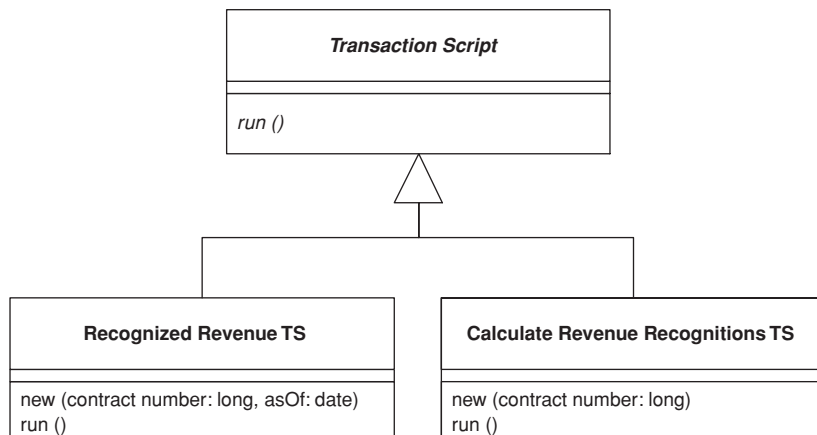 Transaction Script
run ()
Recognized Revenue TS
new (contract number: long, asOf: date)
run ()
Calculate Revenue Recognitions TS
new (contract number: long)
run ()